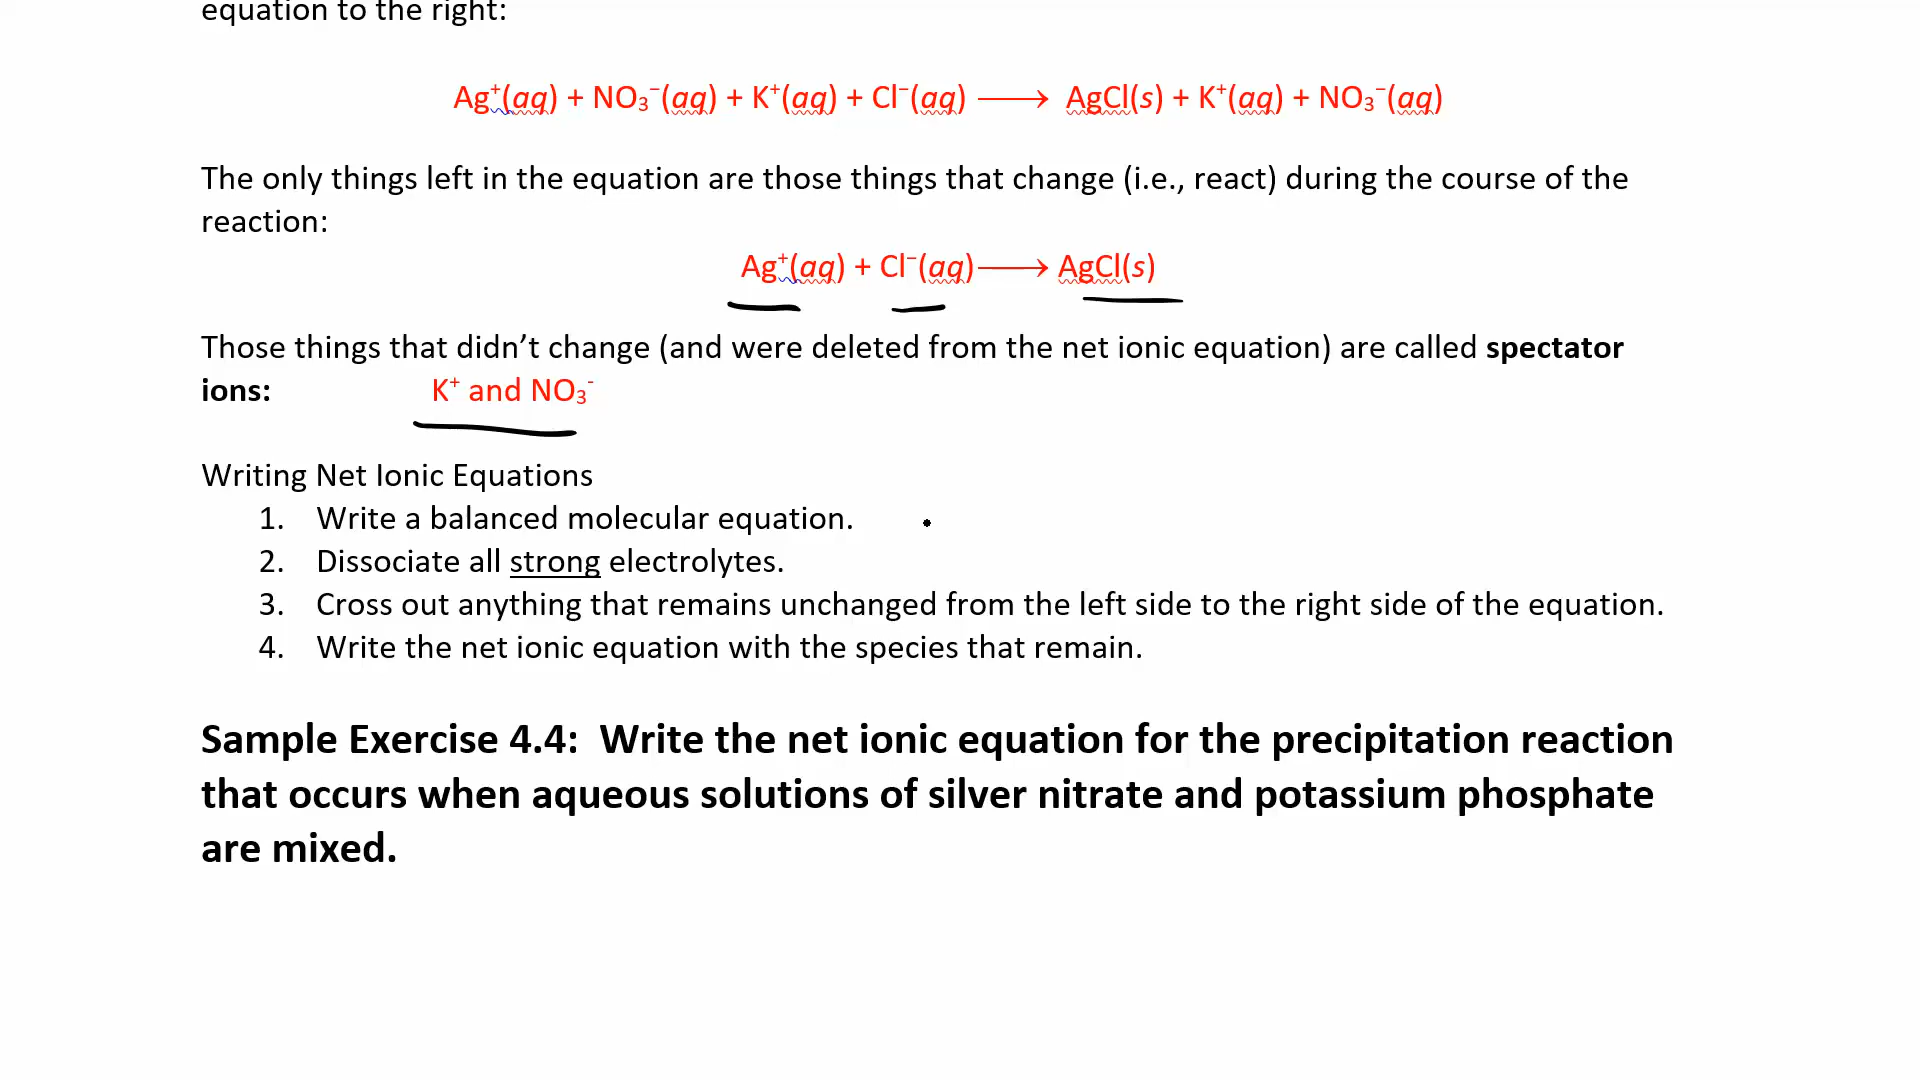 equation to the right:
Ag⁺(aq) + NO₃⁻(aq) + K⁺(aq) + Cl⁻(aq) ⟶ AgCl(s) + K⁺(aq) + NO₃⁻(aq)
The only things left in the equation are those things that change (i.e., react) during the course of the
reaction:
Ag⁺(aq) + Cl⁻(aq) ⟶ AgCl(s)
Those things that didn’t change (and were deleted from the net ionic equation) are called spectator
ions: K⁺ and NO₃⁻
Writing Net Ionic Equations
1. Write a balanced molecular equation.
2. Dissociate all strong electrolytes.
3. Cross out anything that remains unchanged from the left side to the right side of the equation.
4. Write the net ionic equation with the species that remain.
Sample Exercise 4.4: Write the net ionic equation for the precipitation reaction
that occurs when aqueous solutions of silver nitrate and potassium phosphate
are mixed.